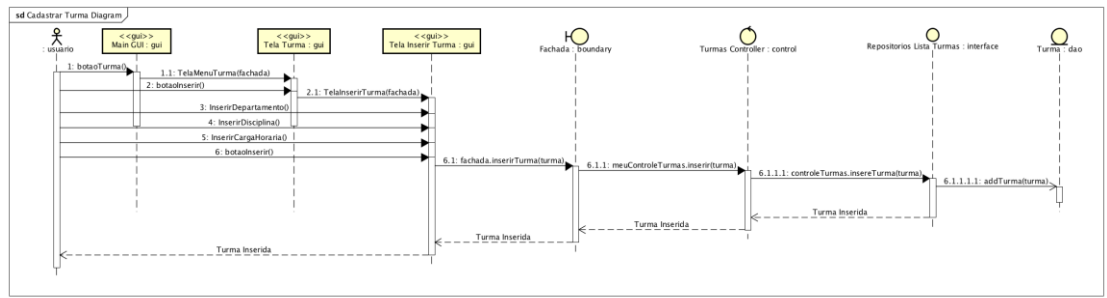 sd Cadastrar Turma Diagram
: usuario
<<gui>>
Main GUI : gui
<<gui>>
Tela Turma : gui
<<gui>>
Tela Inserir Turma : gui
Fachada : boundary
Turmas Controller : control
Repositorios Lista Turmas : interface
Turma : dao
1: botaoTurma()
1.1: TelaMenuTurma(fachada)
2: botaoInserir()
2.1: TelaInserirTurma(fachada)
3: InserirDepartamento()
4: InserirDisciplina()
5: InserirCargaHoraria()
6: botaoInserir()
6.1: fachada.inserirTurma(turma)
6.1.1: meuControleTurmas.inserir(turma)
6.1.1.1: controleTurmas.insereTurma(turma)
6.1.1.1.1: addTurma(turma)
Turma Inserida
Turma Inserida
Turma Inserida
Turma Inserida